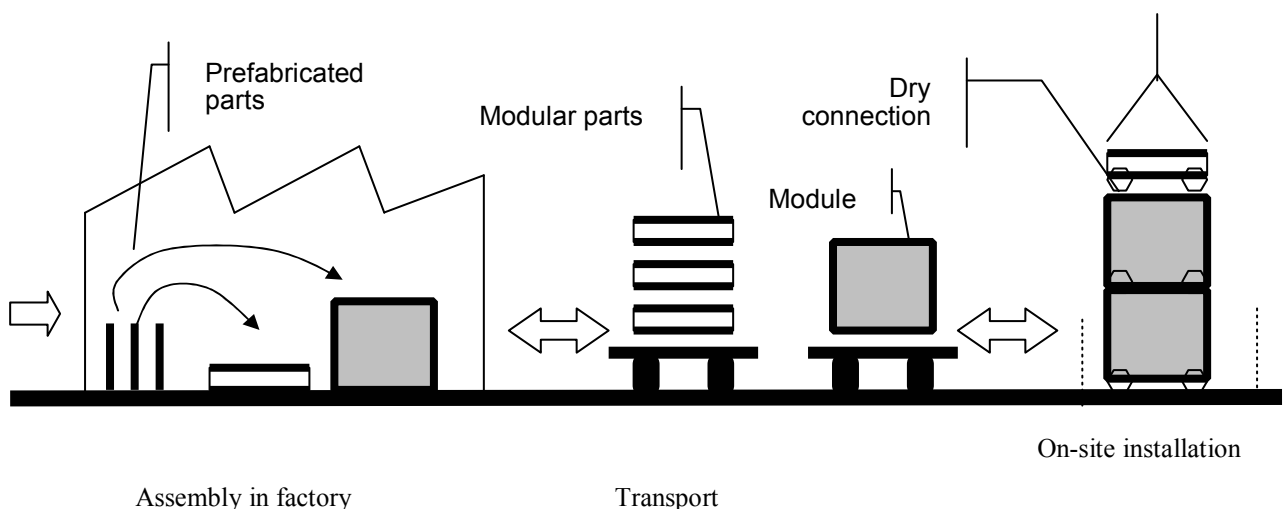 Prefabricated
parts
Modular parts
Dry
connection
Module
On-site installation
Assembly in factory
Transport